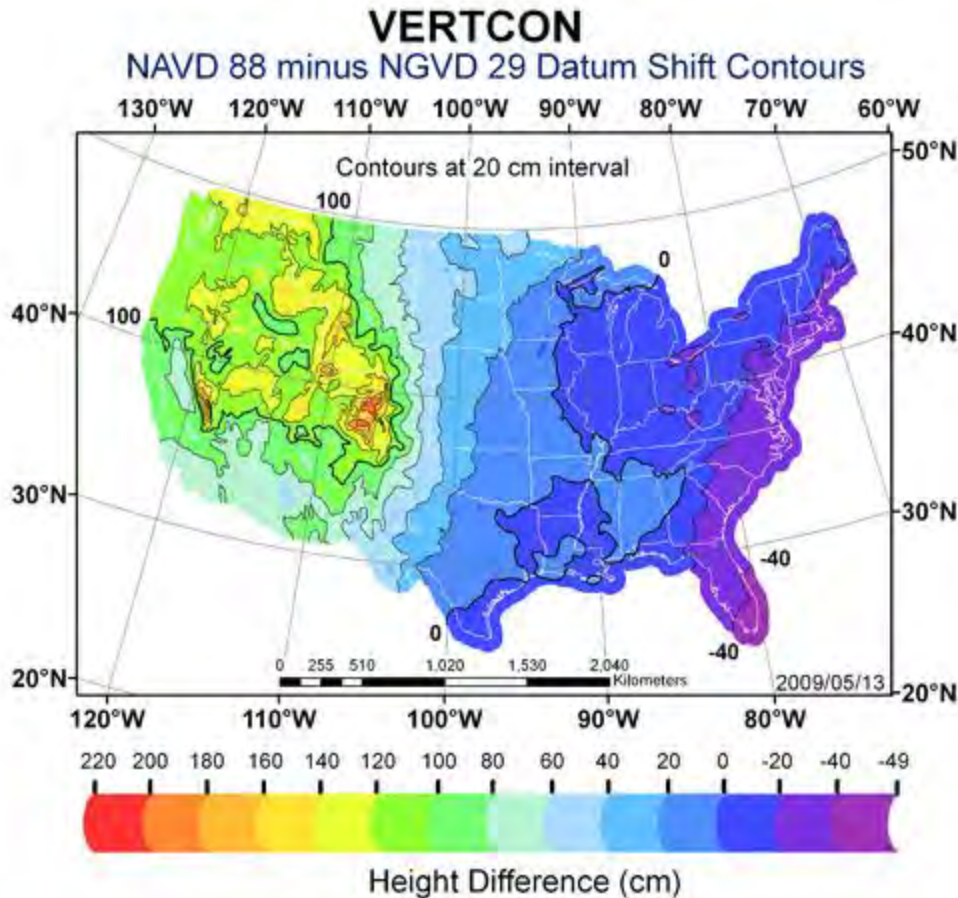 VERTCON
NAVD 88 minus NGVD 29 Datum Shift Contours
130°W 120°W 110°W 100°W 90°W 80°W 70°W 60°W
50°N
Contours at 20 cm interval
100
0
40°N
100
40°N
30°N
30°N
-40
0
-40
0 255 510 1,020 1,530 2,040
Kilometers
2009/05/13
20°N
20°N
120°W 110°W 100°W 90°W 80°W
220 200 180 160 140 120 100 80 60 40 20 0 -20 -40 -49
Height Difference (cm)